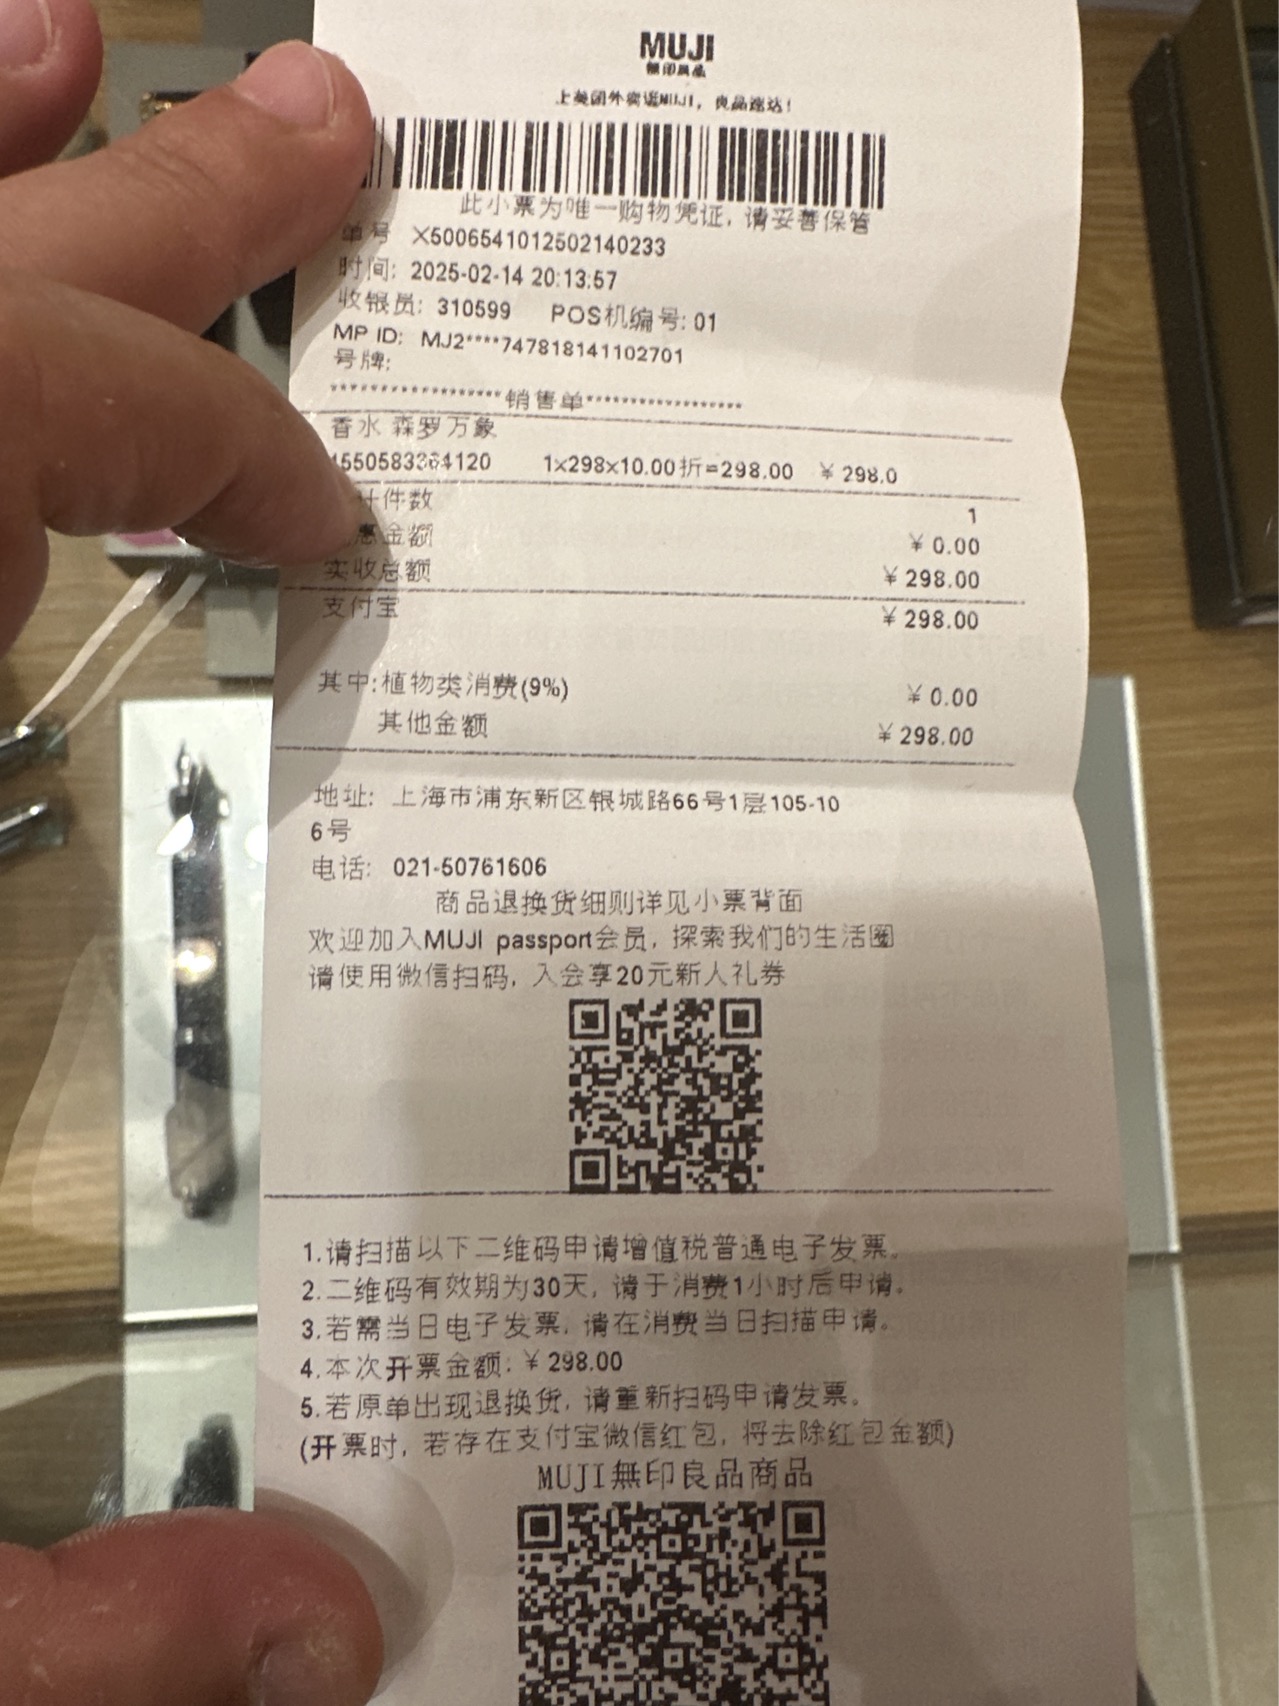 MUJI
無印良品
上美团外卖逛MUJI，良品速达！
此小票为唯一购物凭证，请妥善保管
单号 X5006541012502140233
时间: 2025-02-14 20:13:57
收银员: 310599 POS机编号: 01
MP ID: MJ2****747818141102701
号牌:
*******************销售单******************
香水 森罗万象
4550583364120 1×298×10.00折=298.00 ￥298.0
计件数 1
惠金额 ￥0.00
实收总额 ￥298.00
支付宝 ￥298.00
其中:植物类消费(9%) ￥0.00
其他金额 ￥298.00
地址: 上海市浦东新区银城路66号1层105-10
6号
电话: 021-50761606
商品退换货细则详见小票背面
欢迎加入MUJI passport会员，探索我们的生活圈
请使用微信扫码，入会享20元新人礼券
1.请扫描以下二维码申请增值税普通电子发票。
2.二维码有效期为30天，请于消费1小时后申请。
3.若需当日电子发票，请在消费当日扫描申请。
4.本次开票金额: ￥298.00
5.若原单出现退换货，请重新扫码申请发票。
(开票时，若存在支付宝微信红包，将去除红包金额)
MUJI無印良品商品